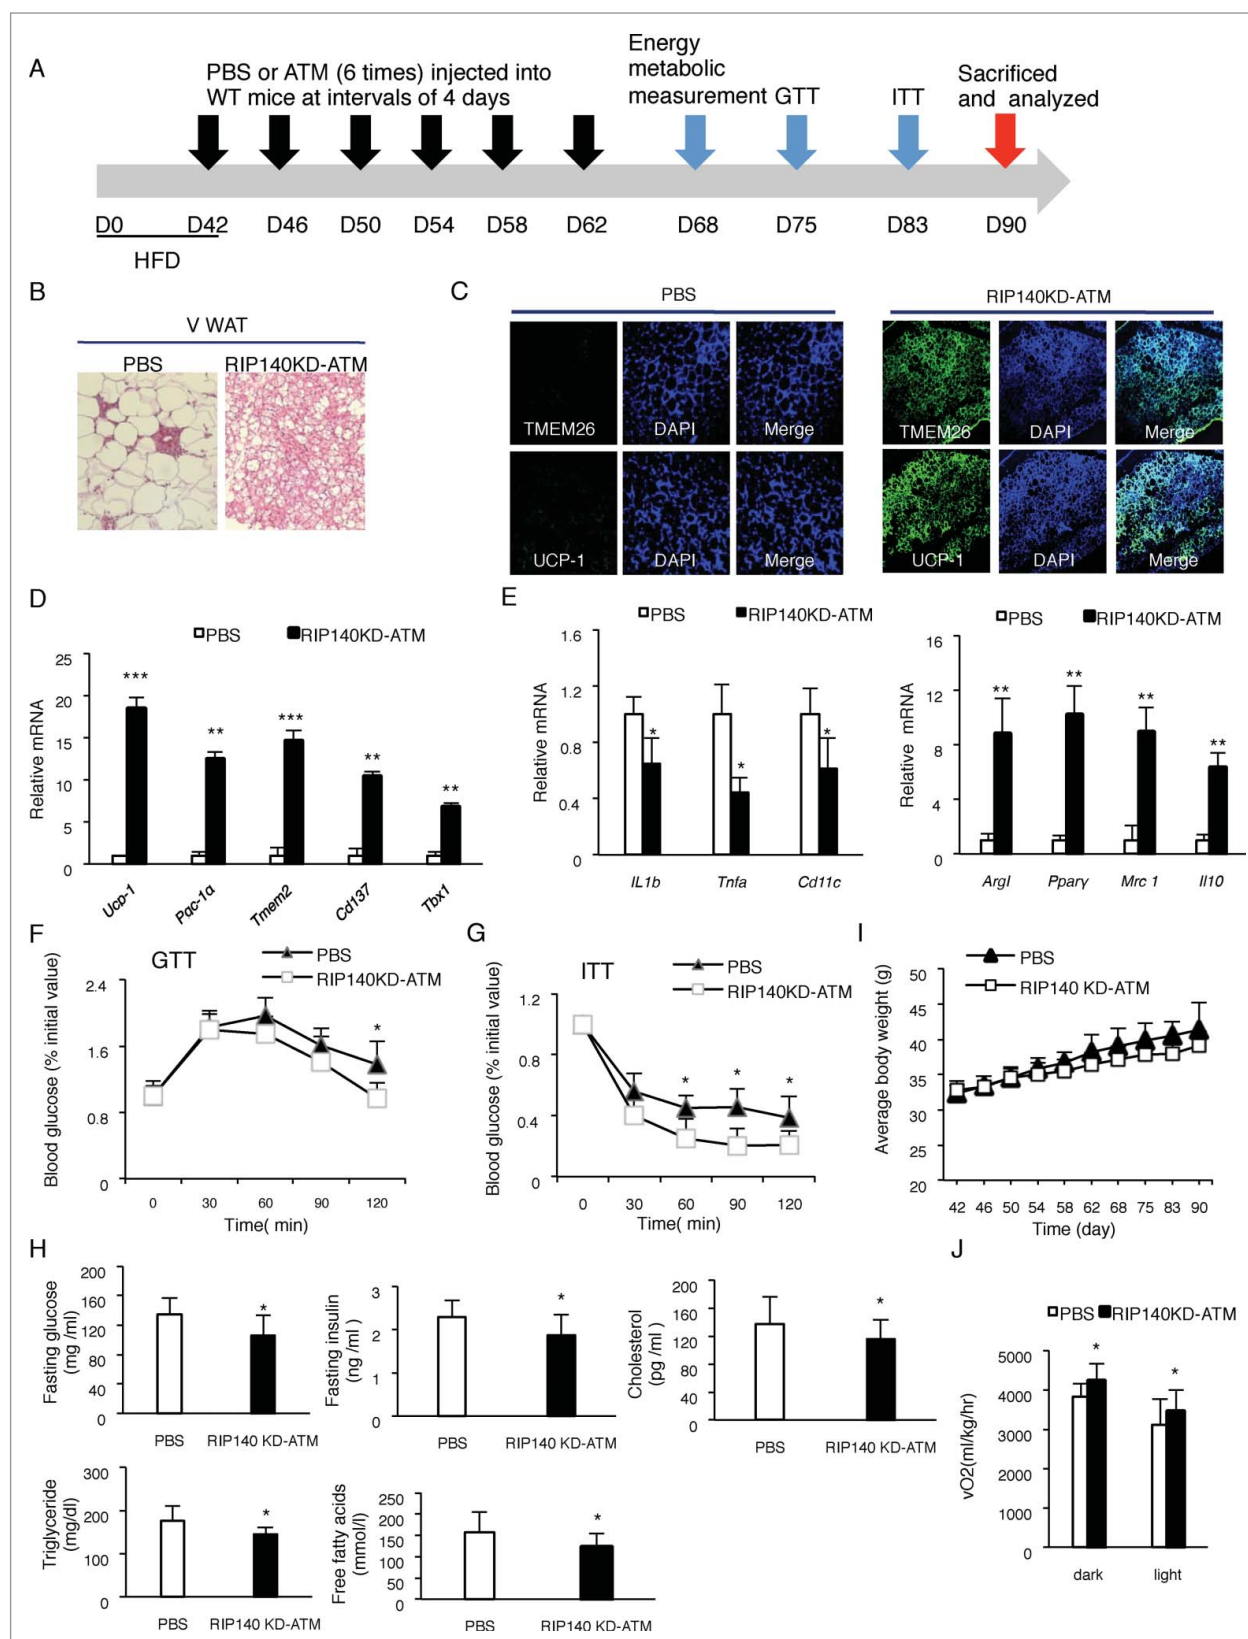 A
PBS or ATM (6 times) injected into
WT mice at intervals of 4 days
Energy
metabolic
measurement GTT
ITT
Sacrificed
and analyzed
D0 D42 D46 D50 D54 D58 D62 D68 D75 D83 D90
HFD
B
V WAT
PBS RIP140KD-ATM
C
PBS RIP140KD-ATM
TMEM26 DAPI Merge TMEM26 DAPI Merge
UCP-1 DAPI Merge UCP-1 DAPI Merge
D
PBS RIP140KD-ATM
Relative mRNA
25
20
15
10
5
0
*** ** *** ** **
Ucp-1 Pqc-1α Tmem2 Cd137 Tbx1
E
PBS RIP140KD-ATM
Relative mRNA
1.6
1.2
0.8
0.4
0
* * *
IL1b Tnfa Cd11c
PBS RIP140KD-ATM
Relative mRNA
16
12
8
4
0
** ** ** **
ArgI Pparγ Mrc 1 Il10
F
GTT
PBS
RIP140KD-ATM
Blood glucose (% initial value)
2.4
1.6
0.8
0
*
0 30 60 90 120
Time( min)
G
ITT
PBS
RIP140KD-ATM
Blood glucose (% initial value)
1.2
0.8
0.4
0
* * *
0 30 60 90 120
Time( min)
I
PBS
RIP140 KD-ATM
Average body weight (g)
50
45
40
35
30
25
20
42 46 50 54 58 62 68 75 83 90
Time (day)
H
Fasting glucose
(mg /ml)
200
160
120
80
40
0
*
PBS RIP140 KD-ATM
Fasting insulin
(ng /ml )
3
2
1
0
*
PBS RIP140 KD-ATM
Cholesterol
(pg /ml )
200
160
120
80
40
0
*
PBS RIP140 KD-ATM
Triglyceride
(mg/dl)
300
200
100
0
*
PBS RIP140 KD-ATM
Free fatty acids
(mmol/l)
250
200
150
100
50
0
*
PBS RIP140 KD-ATM
J
PBS RIP140KD-ATM
vO2(ml/kg/hr)
5000
4000
3000
2000
1000
0
* *
dark light